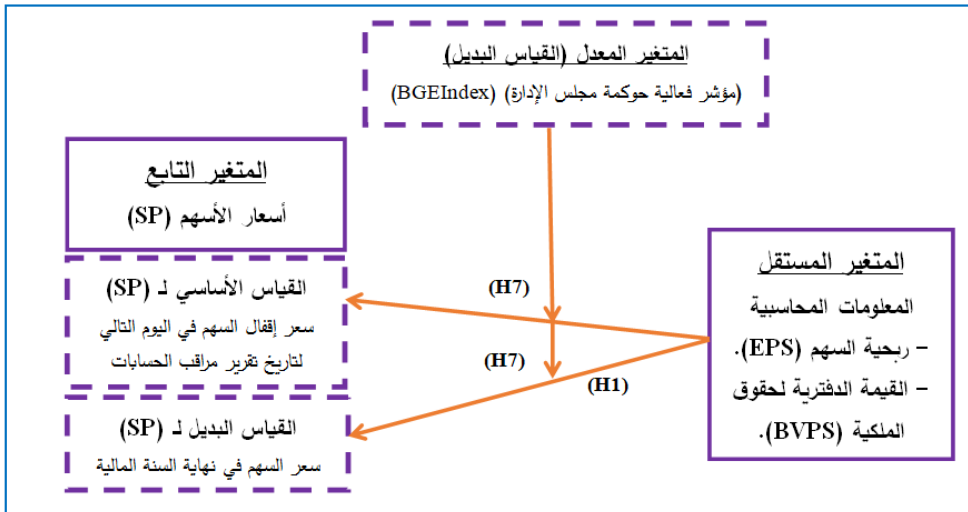 المتغير المعدل (القياس البديل)
(مؤشر فعالية حوكمة مجلس الإدارة) (BGEIndex)
المتغير التابع
أسعار الأسهم (SP)
القياس الأساسي لـ (SP)
سعر إقفال السهم في اليوم التالي
لتاريخ تقرير مراقب الحسابات
القياس البديل لـ (SP)
سعر السهم في نهاية السنة المالية
(H7)
(H7)
(H1)
المتغير المستقل
المعلومات المحاسبية
- ربحية السهم (EPS).
- القيمة الدفترية لحقوق
الملكية (BVPS).